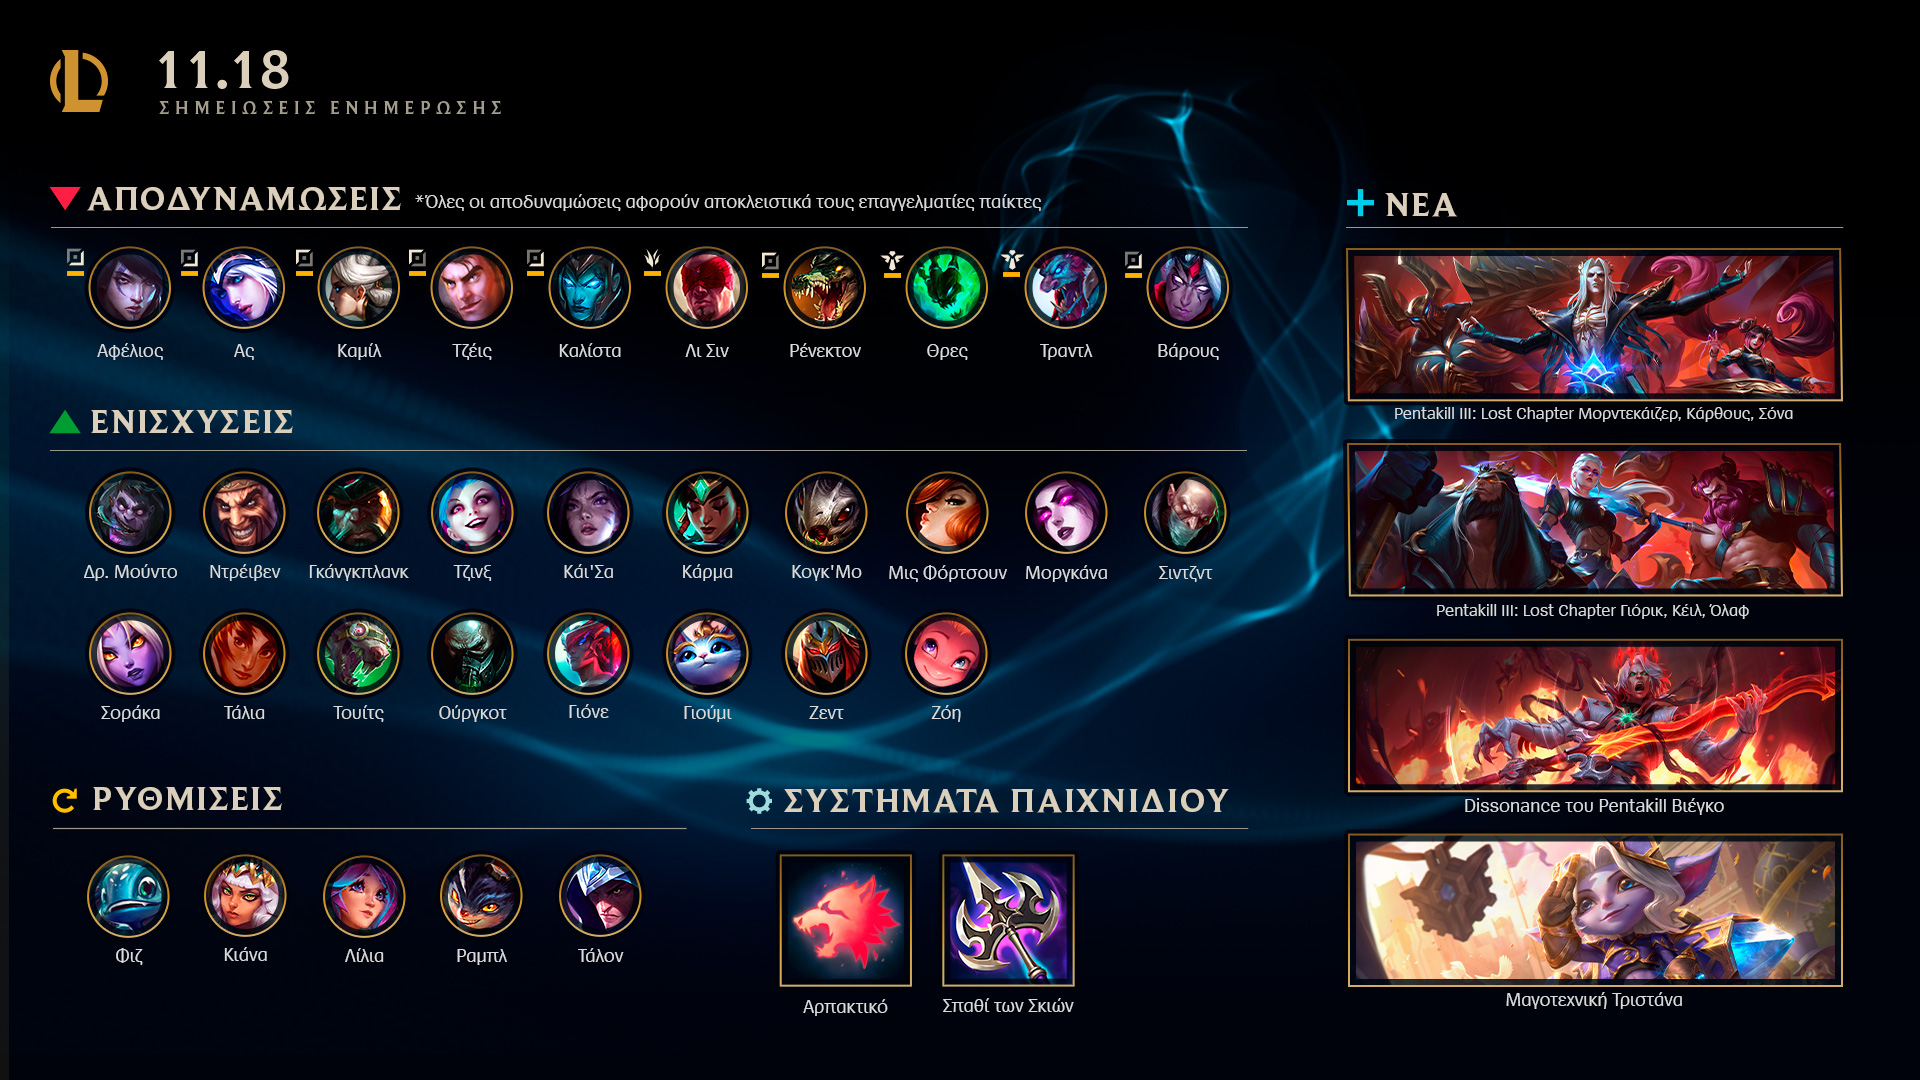 11.18
ΣΗΜΕΙΩΣΕΙΣ ΕΝΗΜΕΡΩΣΗΣ
ΑΠΟΔΥΝΑΜΩΣΕΙΣ *Όλες οι αποδυναμώσεις αφορούν αποκλειστικά τους επαγγελματίες παίκτες
Αφέλιος Ας Καμίλ Τζέις Καλίστα Λι Σιν Ρένεκτον Θρες Τραντλ Βάρους
ΕΝΙΣΧΥΣΕΙΣ
Δρ. Μούντο Ντρέιβεν Γκάνγκπλανκ Τζινξ Κάι'Σα Κάρμα Κογκ'Μο Μις Φόρτσουν Μοργκάνα Σιντζντ
Σοράκα Τάλια Τουίτς Ούργκοτ Γιόνε Γιούμι Ζεντ Ζόη
ΡΥΘΜΙΣΕΙΣ
Φιζ Κιάνα Λίλια Ραμπλ Τάλον
ΣΥΣΤΗΜΑΤΑ ΠΑΙΧΝΙΔΙΟΥ
Αρπακτικό Σπαθί των Σκιών
ΝΕΑ
Pentakill III: Lost Chapter Μορντεκάιζερ, Κάρθους, Σόνα
Pentakill III: Lost Chapter Γιόρικ, Κέιλ, Όλαφ
Dissonance του Pentakill Βιέγκο
Μαγοτεχνική Τριστάνα